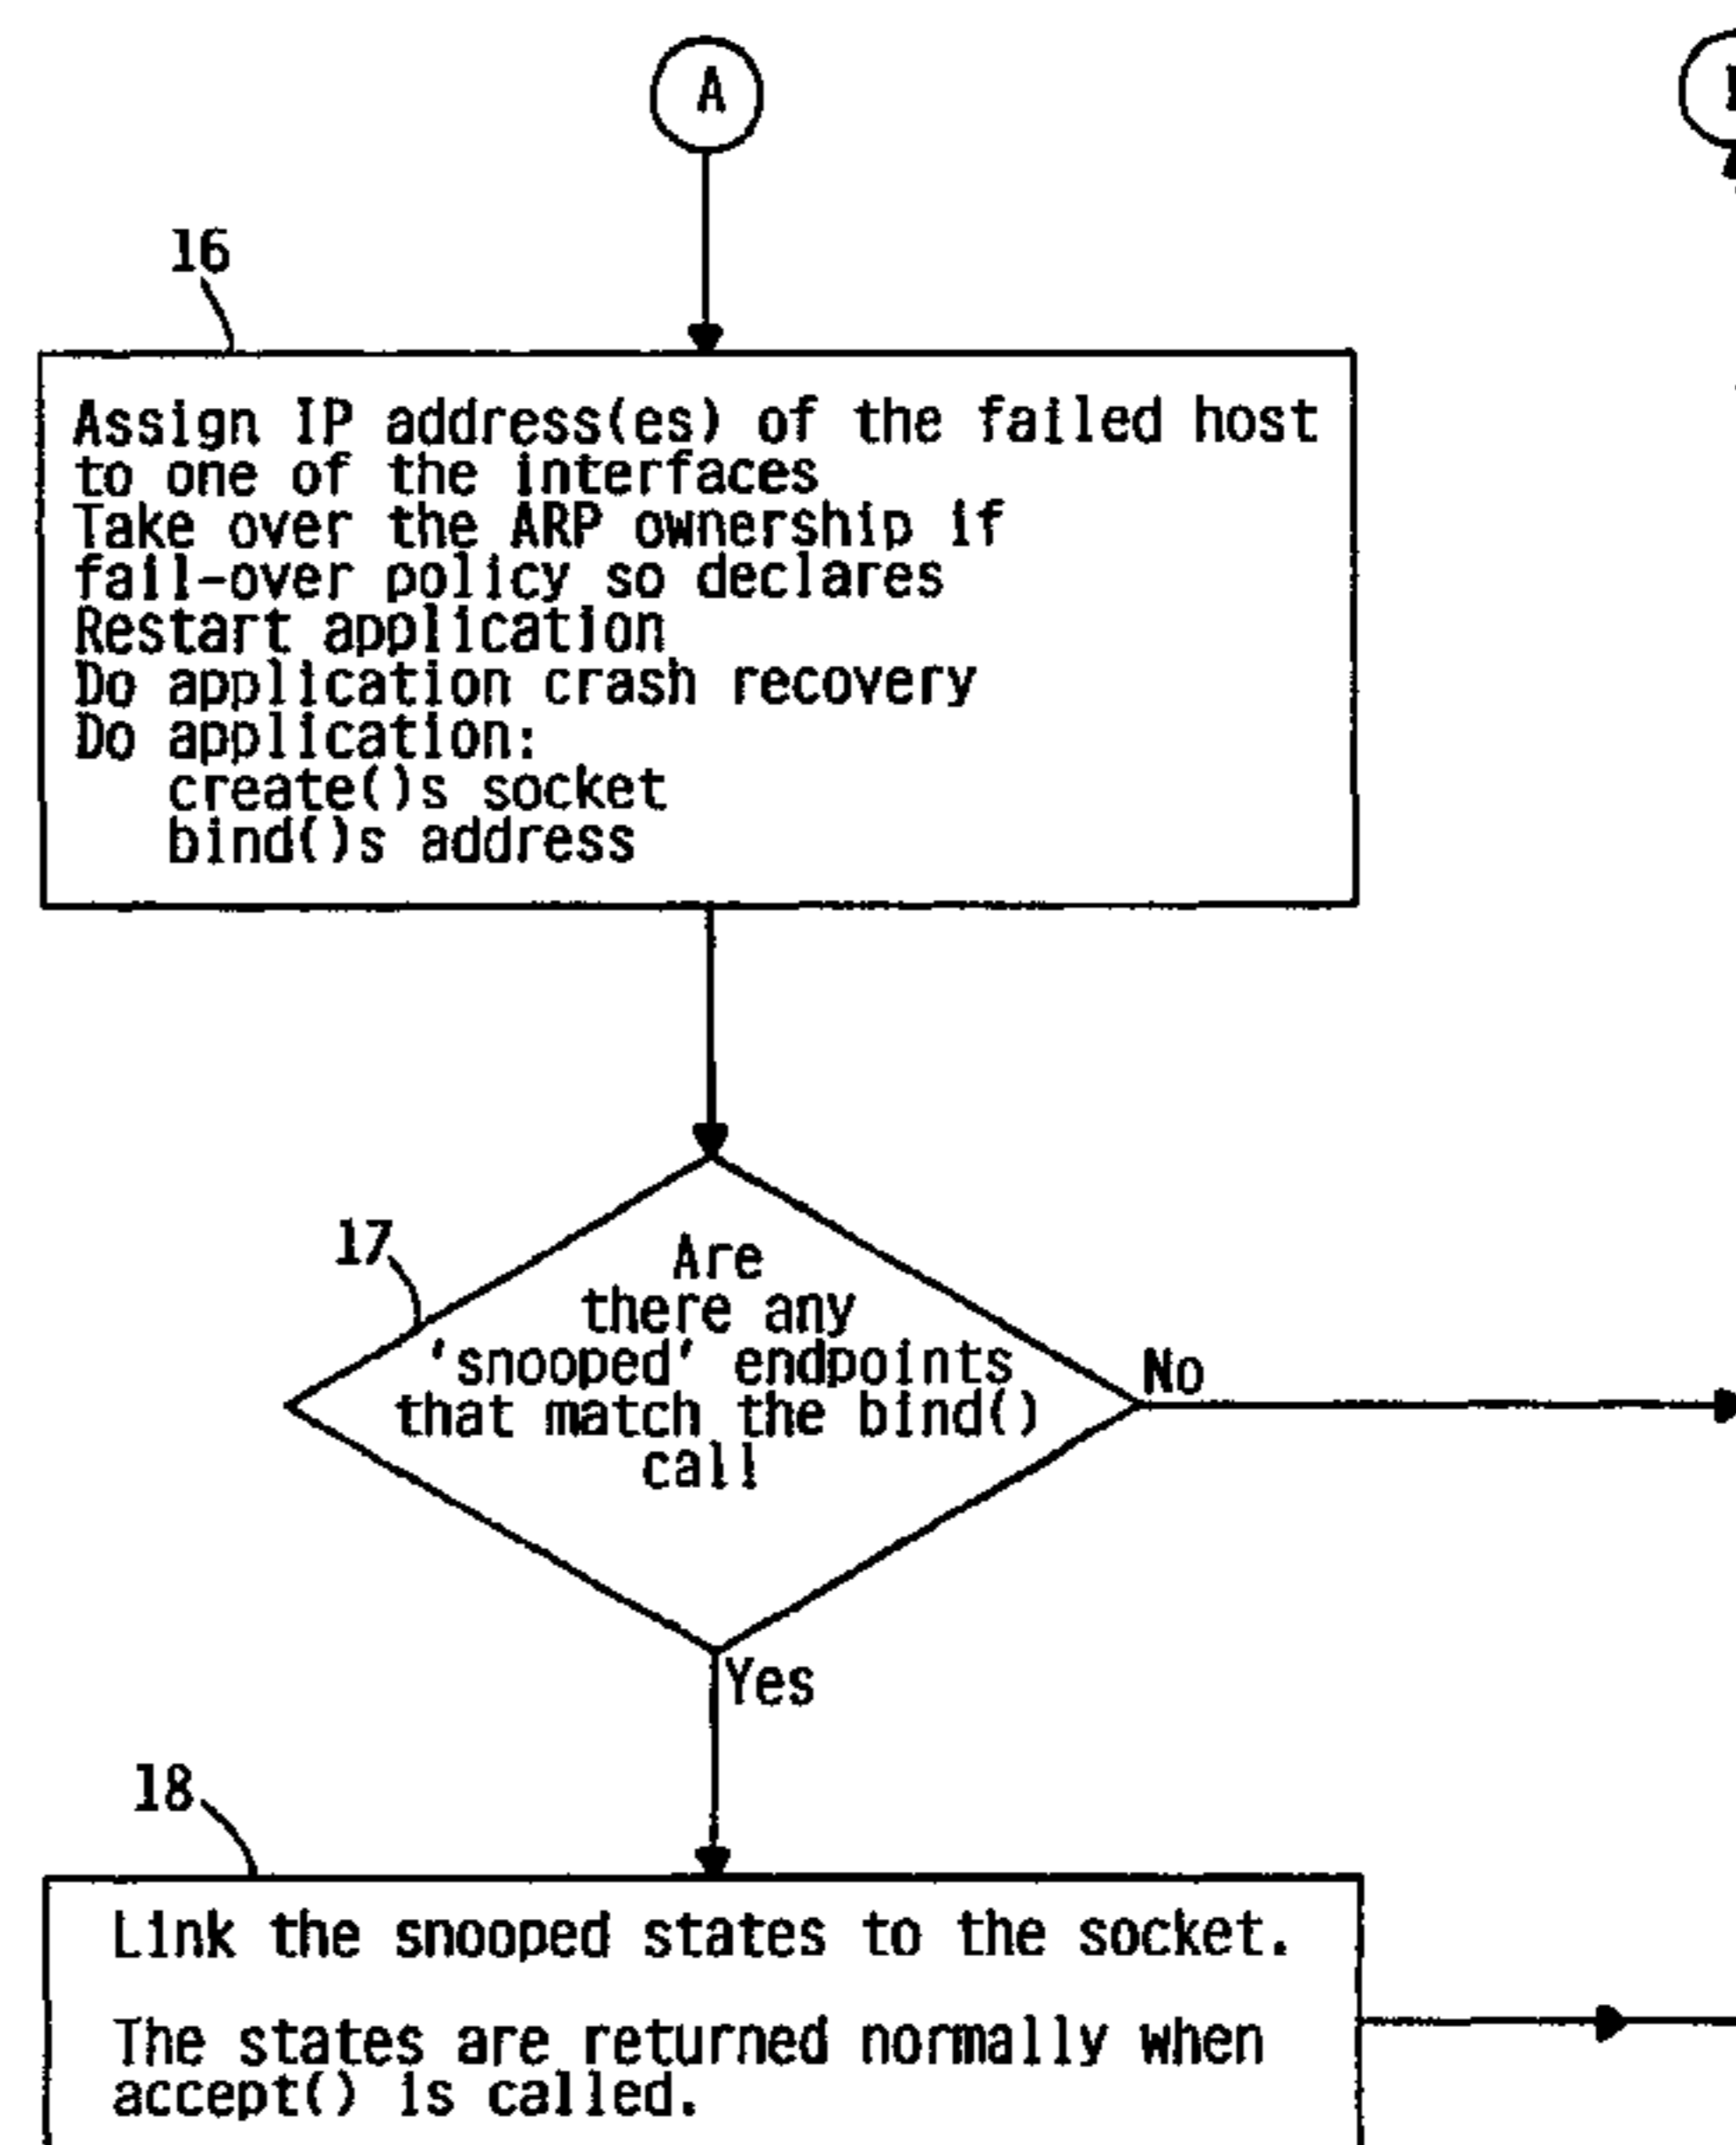 A
16
Assign IP address(es) of the failed host
to one of the interfaces
Take over the ARP ownership if
fail-over policy so declares
Restart application
Do application crash recovery
Do application:
create()s socket
bind()s address
17
Are
there any
'snooped' endpoints
that match the bind()
call
No
Yes
18
Link the snooped states to the socket.
The states are returned normally when
accept() is called.